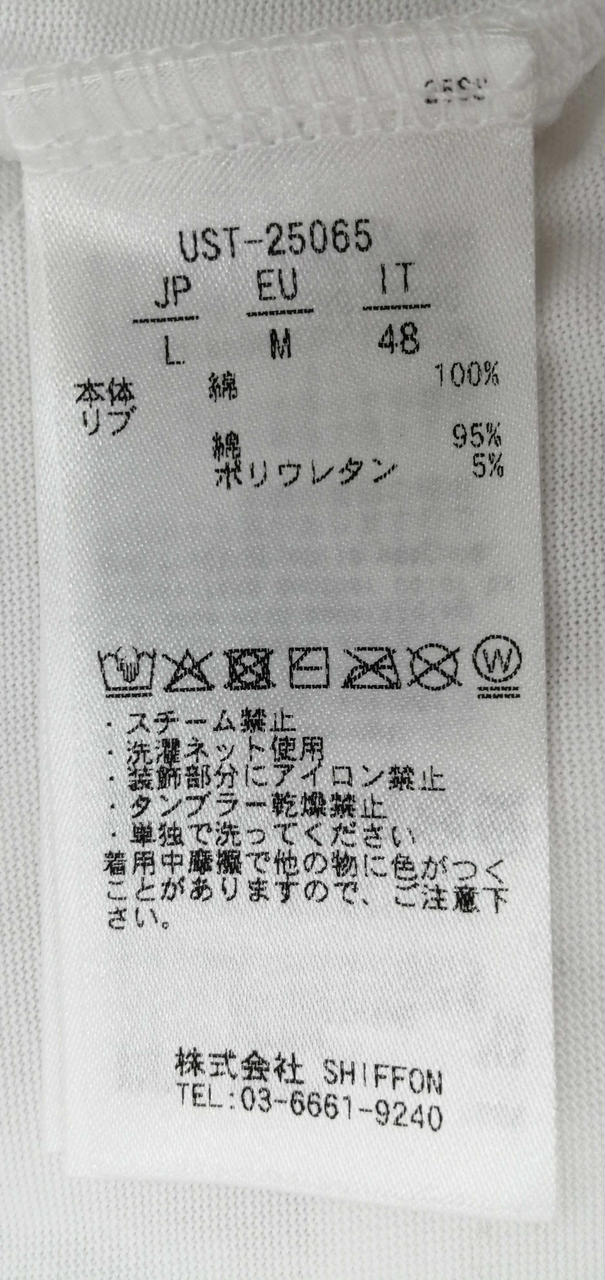 UST-25065
JP EU IT
L M 48
本体 綿 100%
リブ
綿 95%
ポリウレタン 5%
W
・スチーム禁止
・洗濯ネット使用
・装飾部分にアイロン禁止
・タンブラー乾燥禁止
・単独で洗ってください
着用中摩擦で他の物に色がつく
ことがありますので、ご注意下
さい。
株式会社 SHIFFON
TEL:03-6661-9240